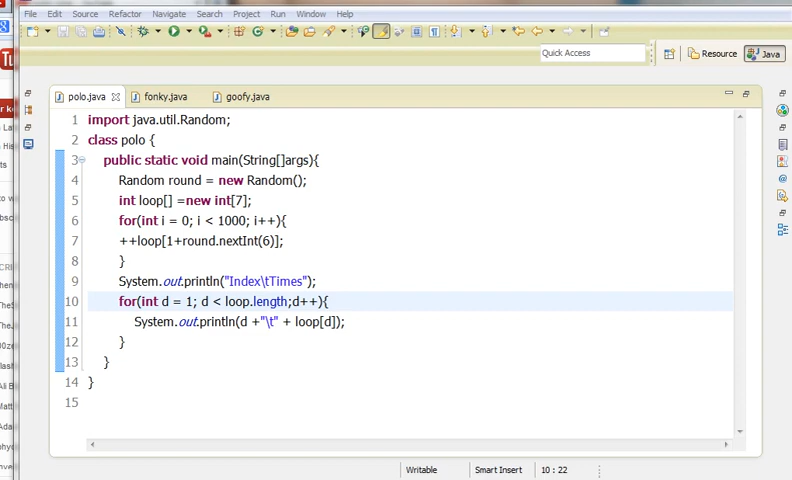 File Edit Source Refactor Navigate Search Project Run Window Help
Quick Access
Resource
Java
polo.java
fonky.java
goofy.java
1 import java.util.Random;
2 class polo {
3 public static void main(String[]args){
4 Random round = new Random();
5 int loop[] =new int[7];
6 for(int i = 0; i < 1000; i++){
7 ++loop[1+round.nextInt(6)];
8 }
9 System.out.println("Index\tTimes");
10 for(int d = 1; d < loop.length;d++){
11 System.out.println(d +"\t" + loop[d]);
12 }
13 }
14 }
15
Writable
Smart Insert
10 : 22